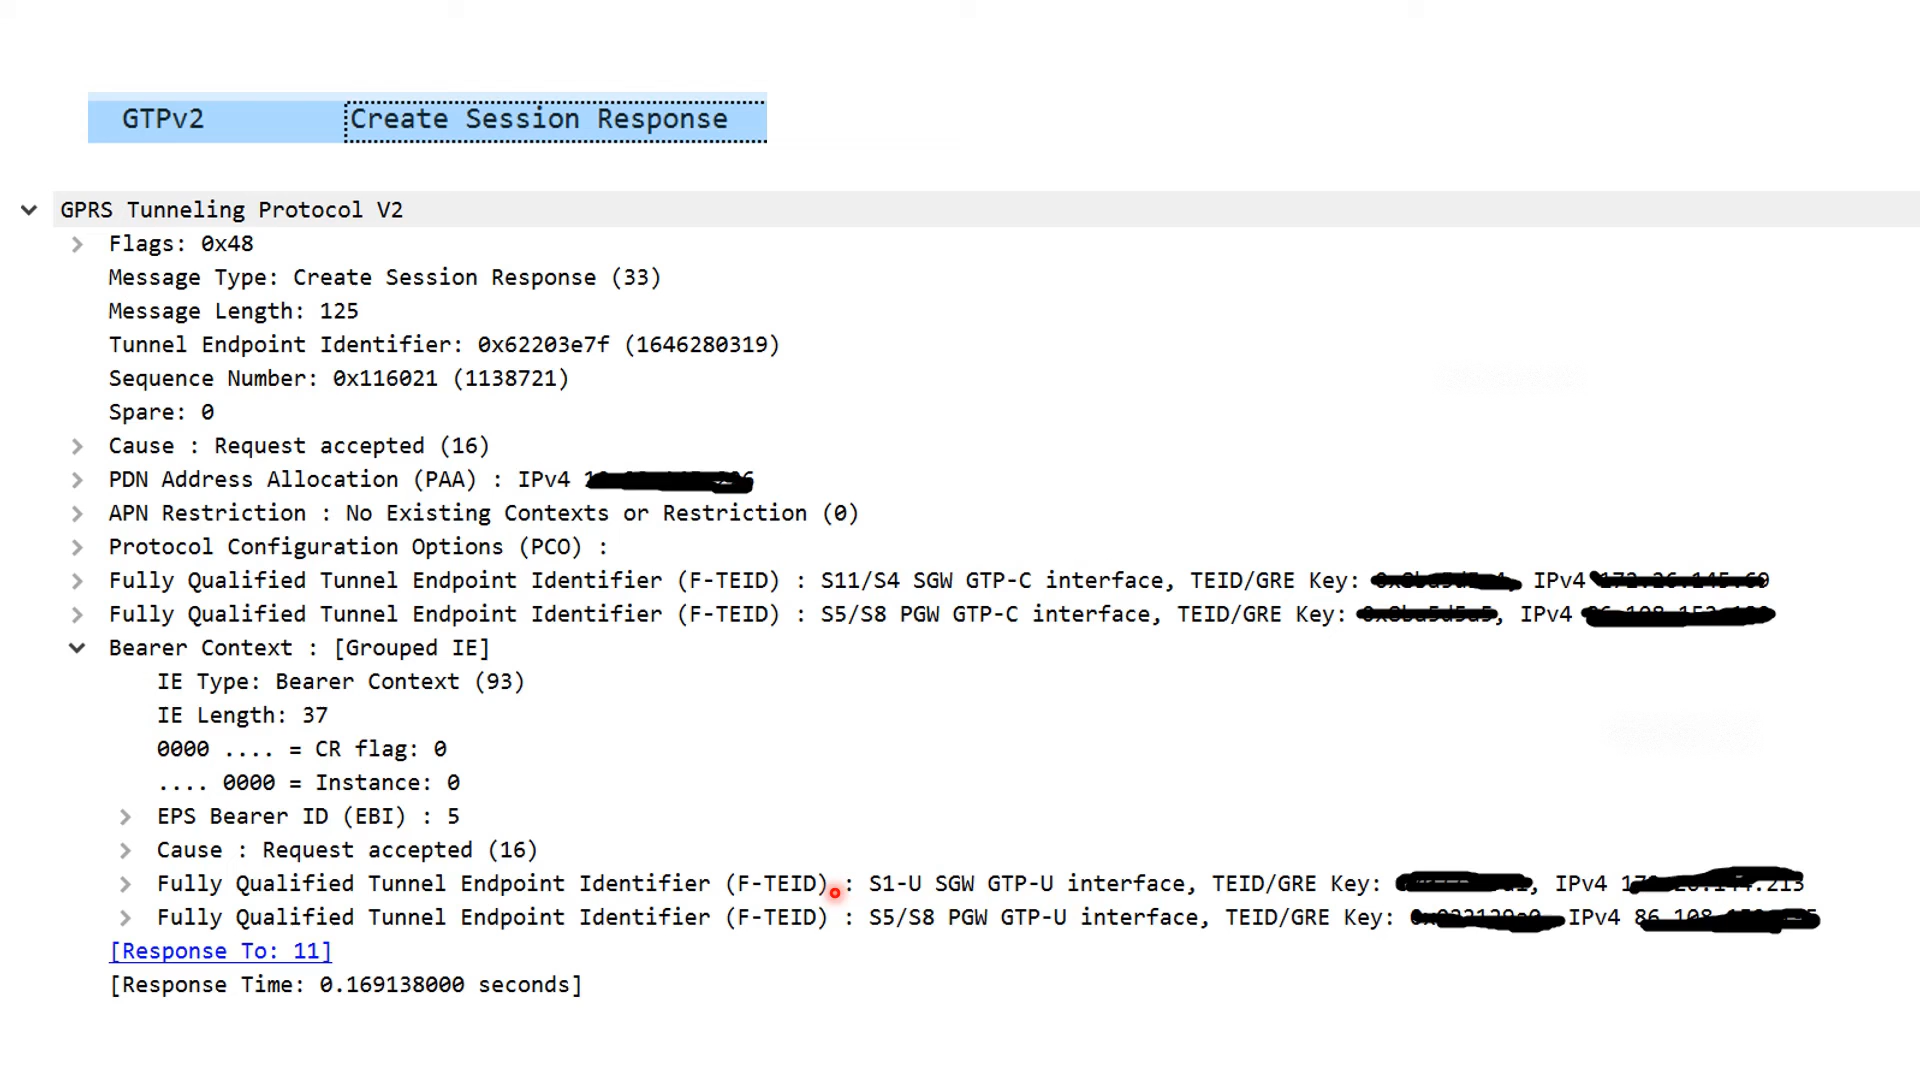 GTPv2 Create Session Response
GPRS Tunneling Protocol V2
Flags: 0x48
Message Type: Create Session Response (33)
Message Length: 125
Tunnel Endpoint Identifier: 0x62203e7f (1646280319)
Sequence Number: 0x116021 (1138721)
Spare: 0
Cause : Request accepted (16)
PDN Address Allocation (PAA) : IPv4
APN Restriction : No Existing Contexts or Restriction (0)
Protocol Configuration Options (PCO) :
Fully Qualified Tunnel Endpoint Identifier (F-TEID) : S11/S4 SGW GTP-C interface, TEID/GRE Key: IPv4
Fully Qualified Tunnel Endpoint Identifier (F-TEID) : S5/S8 PGW GTP-C interface, TEID/GRE Key: , IPv4
Bearer Context : [Grouped IE]
IE Type: Bearer Context (93)
IE Length: 37
0000 .... = CR flag: 0
.... 0000 = Instance: 0
EPS Bearer ID (EBI) : 5
Cause : Request accepted (16)
Fully Qualified Tunnel Endpoint Identifier (F-TEID) : S1-U SGW GTP-U interface, TEID/GRE Key: , IPv4
Fully Qualified Tunnel Endpoint Identifier (F-TEID) : S5/S8 PGW GTP-U interface, TEID/GRE Key: IPv4
[Response To: 11]
[Response Time: 0.169138000 seconds]